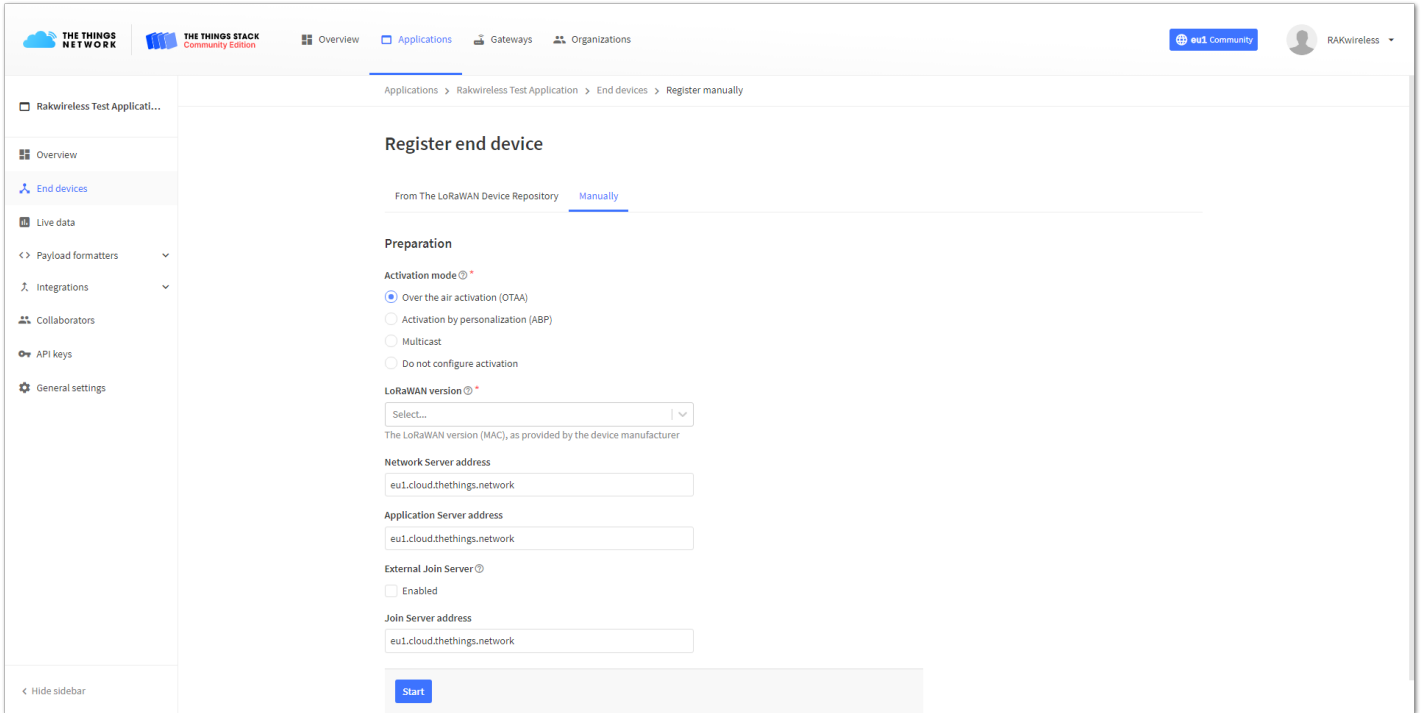 THE THINGS
NETWORK
THE THINGS STACK
Community Edition
Overview
Applications
Gateways
Organizations
eu1 Community
RAKwireless
Rakwireless Test Applicati...
Overview
End devices
Live data
Payload formatters
Integrations
Collaborators
API keys
General settings
Hide sidebar
Applications > Rakwireless Test Application > End devices > Register manually
Register end device
From The LoRaWAN Device Repository
Manually
Preparation
Activation mode *
Over the air activation (OTAA)
Activation by personalization (ABP)
Multicast
Do not configure activation
LoRaWAN version *
Select...
The LoRaWAN version (MAC), as provided by the device manufacturer
Network Server address
eu1.cloud.thethings.network
Application Server address
eu1.cloud.thethings.network
External Join Server
Enabled
Join Server address
eu1.cloud.thethings.network
Start